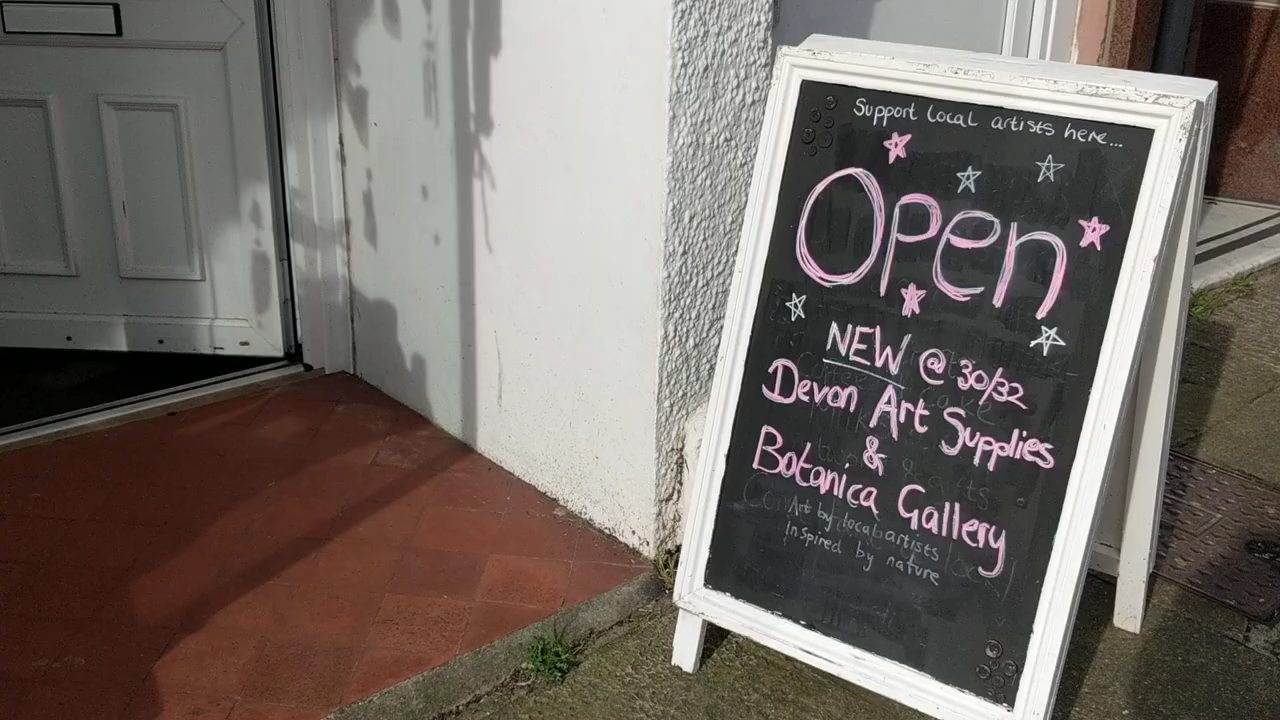 Support local artists here...
Open
NEW @ 30/32
Devon Art Supplies
&
Botanica Gallery
Art by local artists
Inspired by nature